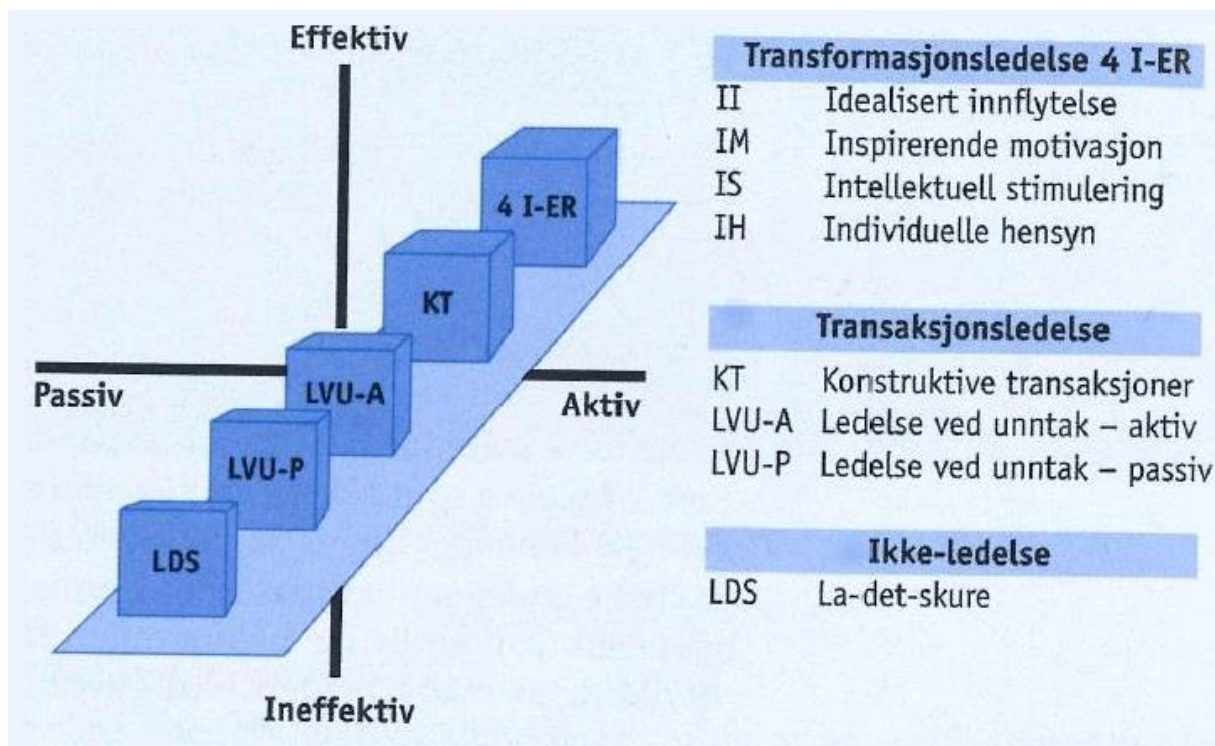 Effektiv
4 I-ER
KT
LVU-A
Passiv
Aktiv
LVU-P
LDS
Ineffektiv
Transformasjonsledelse 4 I-ER
II Idealisert innflytelse
IM Inspirerende motivasjon
IS Intellektuell stimulering
IH Individuelle hensyn
Transaksjonsledelse
KT Konstruktive transaksjoner
LVU-A Ledelse ved unntak – aktiv
LVU-P Ledelse ved unntak – passiv
Ikke-ledelse
LDS La-det-skure